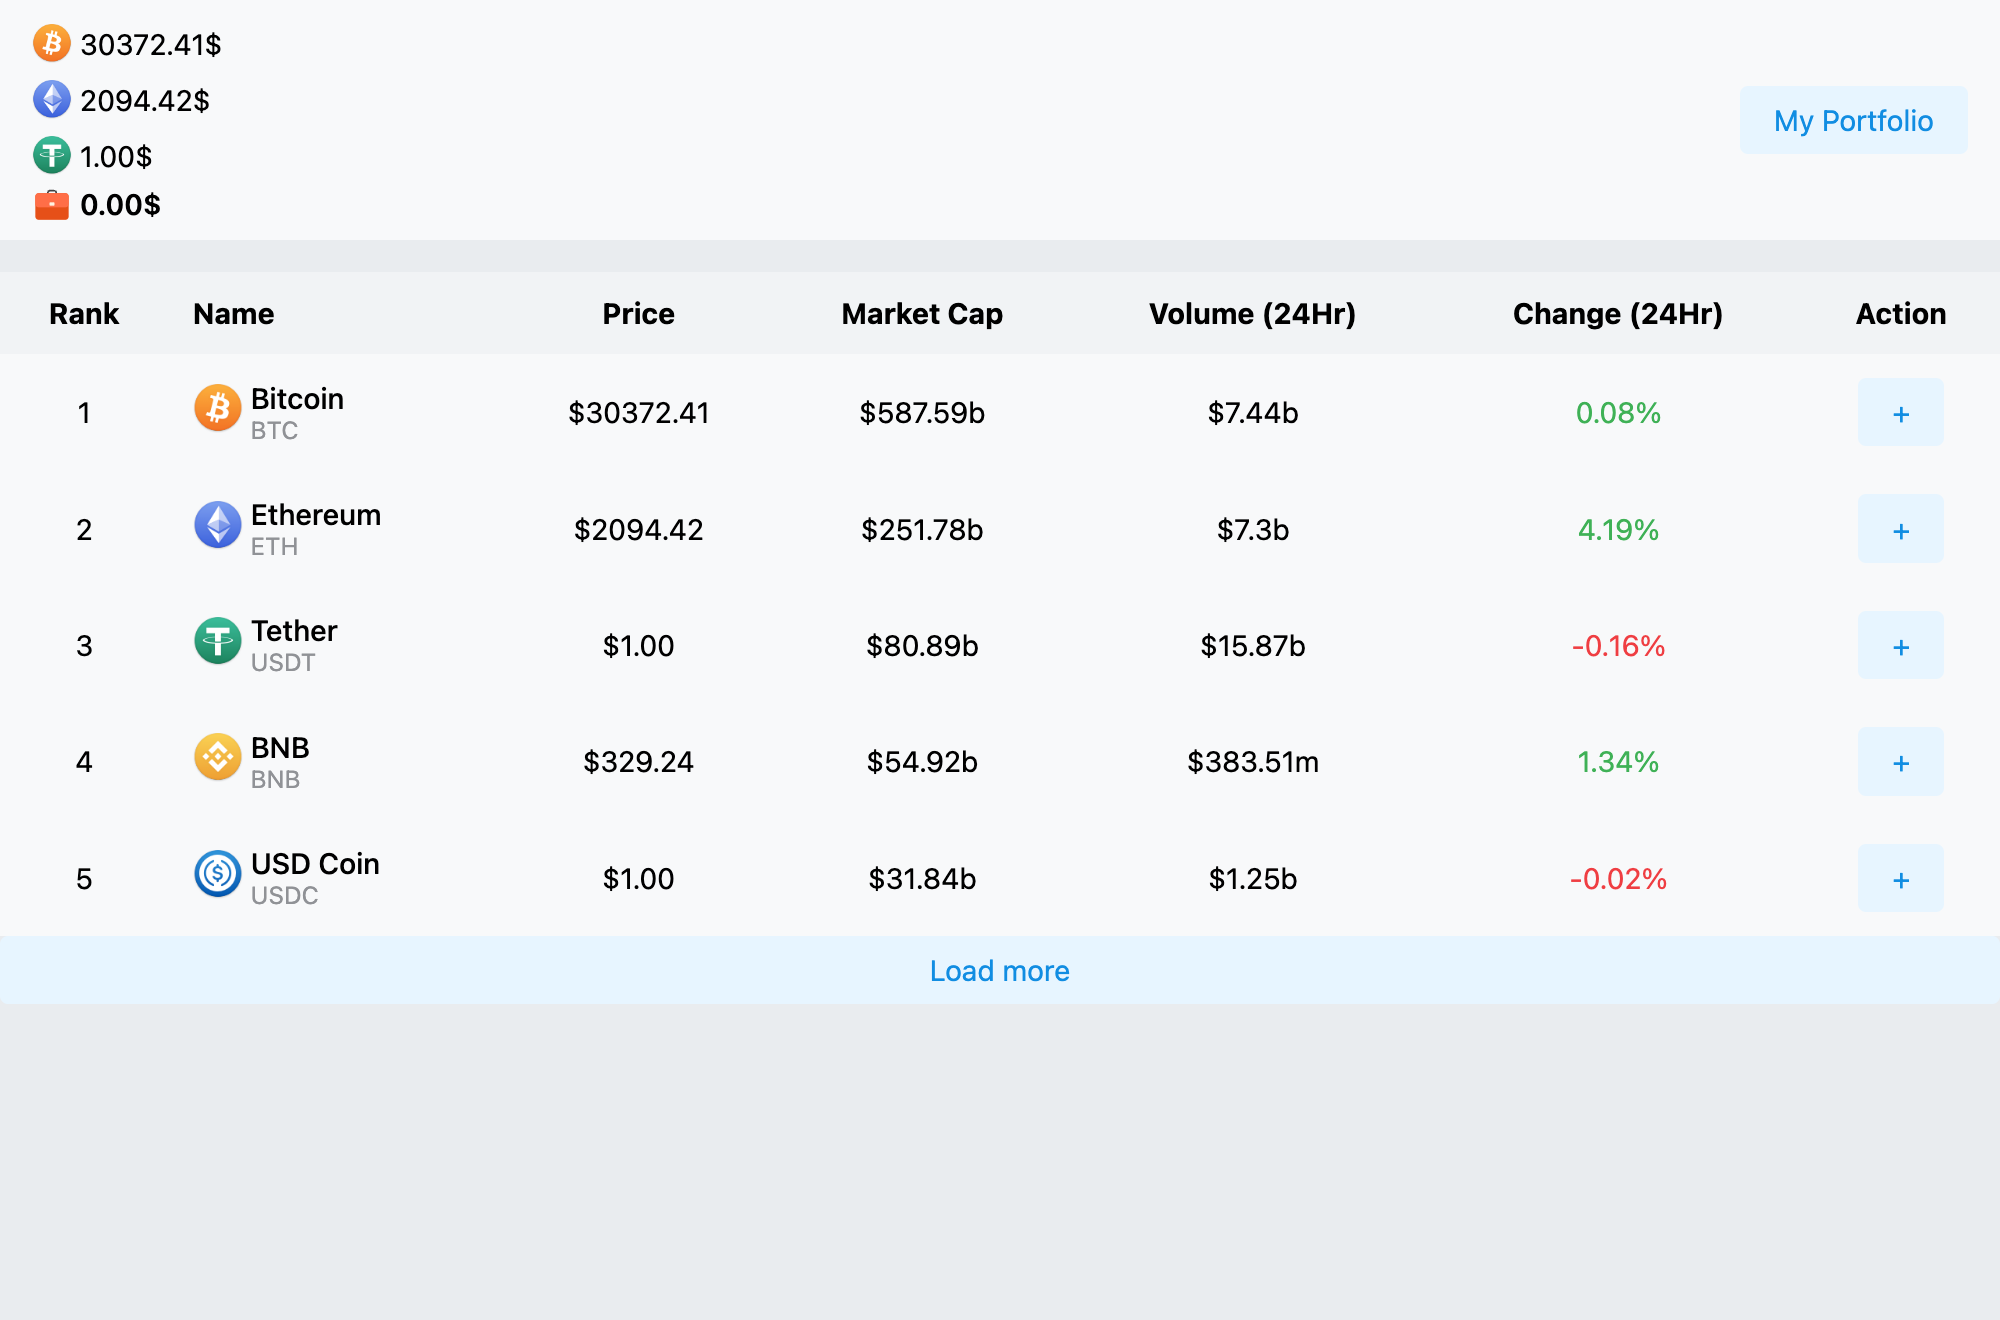 30372.41$
2094.42$
1.00$
0.00$
My Portfolio
Rank Name Price Market Cap Volume (24Hr) Change (24Hr) Action
1 Bitcoin BTC $30372.41 $587.59b $7.44b 0.08% +
2 Ethereum ETH $2094.42 $251.78b $7.3b 4.19% +
3 Tether USDT $1.00 $80.89b $15.87b -0.16% +
4 BNB BNB $329.24 $54.92b $383.51m 1.34% +
5 USD Coin USDC $1.00 $31.84b $1.25b -0.02% +
Load more